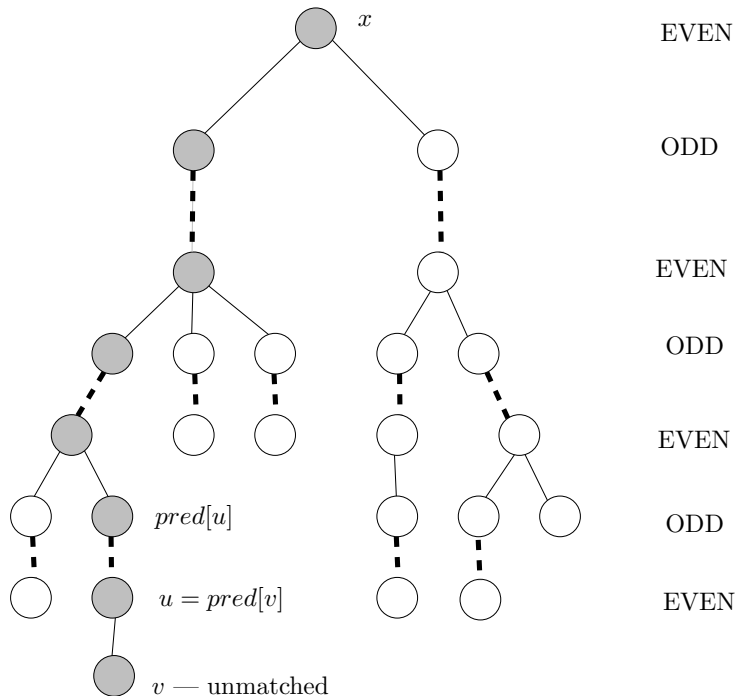 x
EVEN
ODD
EVEN
ODD
EVEN
pred[u]
ODD
u = pred[v]
EVEN
v — unmatched